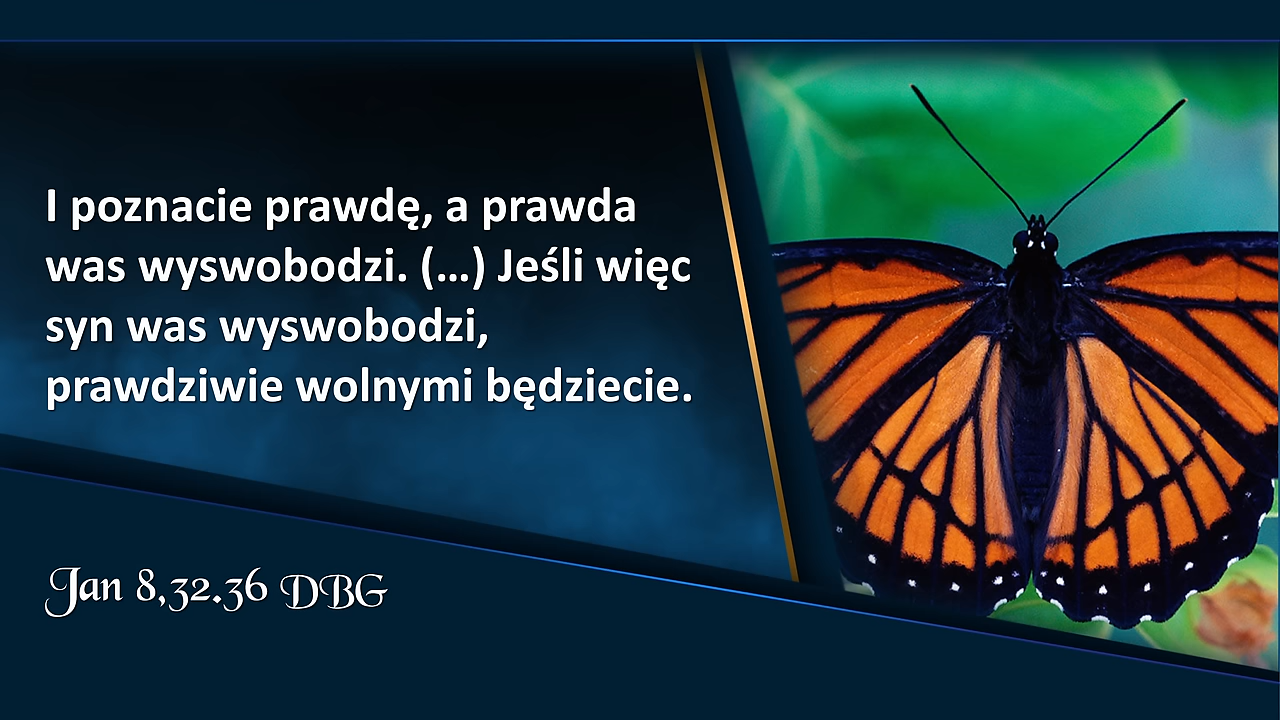 I poznacie prawdę, a prawda
was wyswobodzi. (...) Jeśli więc
syn was wyswobodzi,
prawdziwie wolnymi będziecie.
Jan 8,32.36 DBG